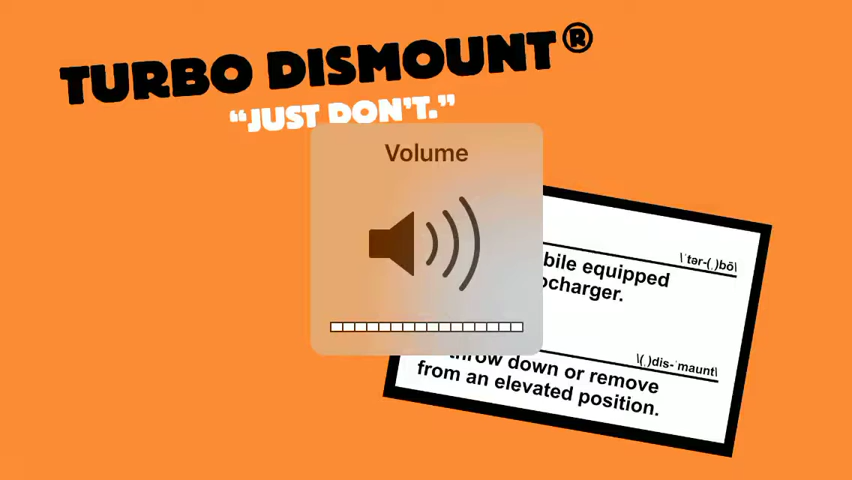 TURBO DISMOUNT®
“JUST DON'T.”
Volume
\ˈtər-(ˌ)bō\
bile equipped
ocharger.
\(ˌ)dis-ˈmaunt\
throw down or remove
from an elevated position.